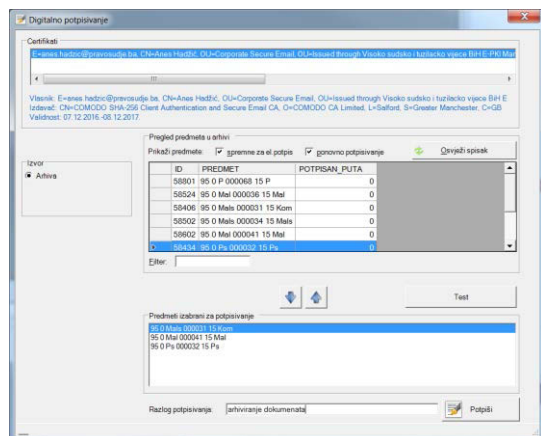 Digitalno potpisivanje
Certifikati
E=anes.hadzic@pravosudje.ba, CN=Anes Hadžić, OU=Corporate Secure Email, OU=Issued through Visoko sudsko i tuzilacko vijece BiH E-PKI Man
Vlasnik: E=anes.hadzic@pravosudje.ba, CN=Anes Hadžić, OU=Corporate Secure Email, OU=Issued through Visoko sudsko i tuzilacko vijece BiH E
Izdavač: CN=COMODO SHA-256 Client Authentication and Secure Email CA, O=COMODO CA Limited, L=Salford, S=Greater Manchester, C=GB
Validnost: 07.12.2016.-08.12.2017.
Izvor
Arhiva
Pregled predmeta u arhivi
Prikaži predmete: spremne za el potpis ponovno potpisivanje Osvježi spisak
ID PREDMET POTPISAN_PUTA
58801 95 0 P 000068 15 P 0
58524 95 0 Mal 000036 15 Mal 0
58406 95 0 Mals 000031 15 Kom 0
58502 95 0 Mals 000034 15 Mals 0
58602 95 0 Mal 000041 15 Mal 0
58434 95 0 Ps 000032 15 Ps 0
Filter:
Test
Predmeti izabrani za potpisivanje
95 0 Mals 000031 15 Kom
95 0 Mal 000041 15 Mal
95 0 Ps 000032 15 Ps
Razlog potpisivanja: arhiviranje dokumenata Potpiši